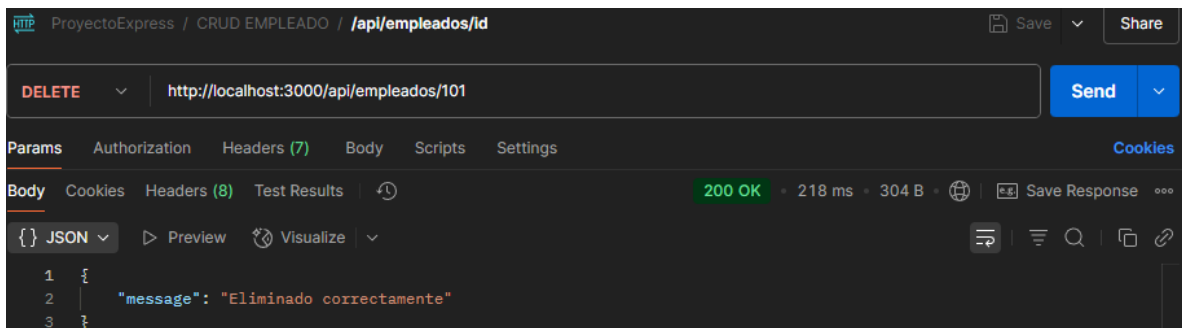 HTTP ProyectoExpress / CRUD EMPLEADO / /api/empleados/id Save Share
DELETE http://localhost:3000/api/empleados/101 Send
Params Authorization Headers (7) Body Scripts Settings Cookies
Body Cookies Headers (8) Test Results 200 OK • 218 ms • 304 B • e.g. Save Response
{} JSON Preview Visualize
1 {
2 "message": "Eliminado correctamente"
3 }